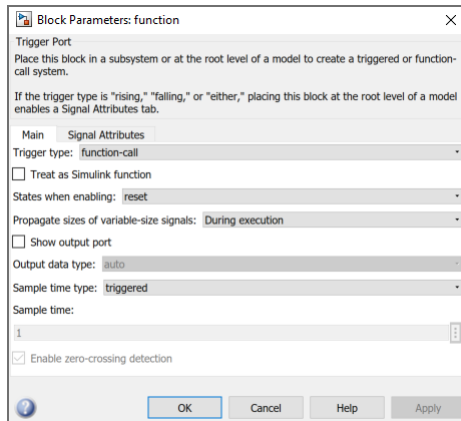 Block Parameters: function
Trigger Port
Place this block in a subsystem or at the root level of a model to create a triggered or function-
call system.
If the trigger type is "rising," "falling," or "either," placing this block at the root level of a model
enables a Signal Attributes tab.
Main Signal Attributes
Trigger type: function-call
Treat as Simulink function
States when enabling: reset
Propagate sizes of variable-size signals: During execution
Show output port
Output data type: auto
Sample time type: triggered
Sample time:
1
Enable zero-crossing detection
OK Cancel Help Apply